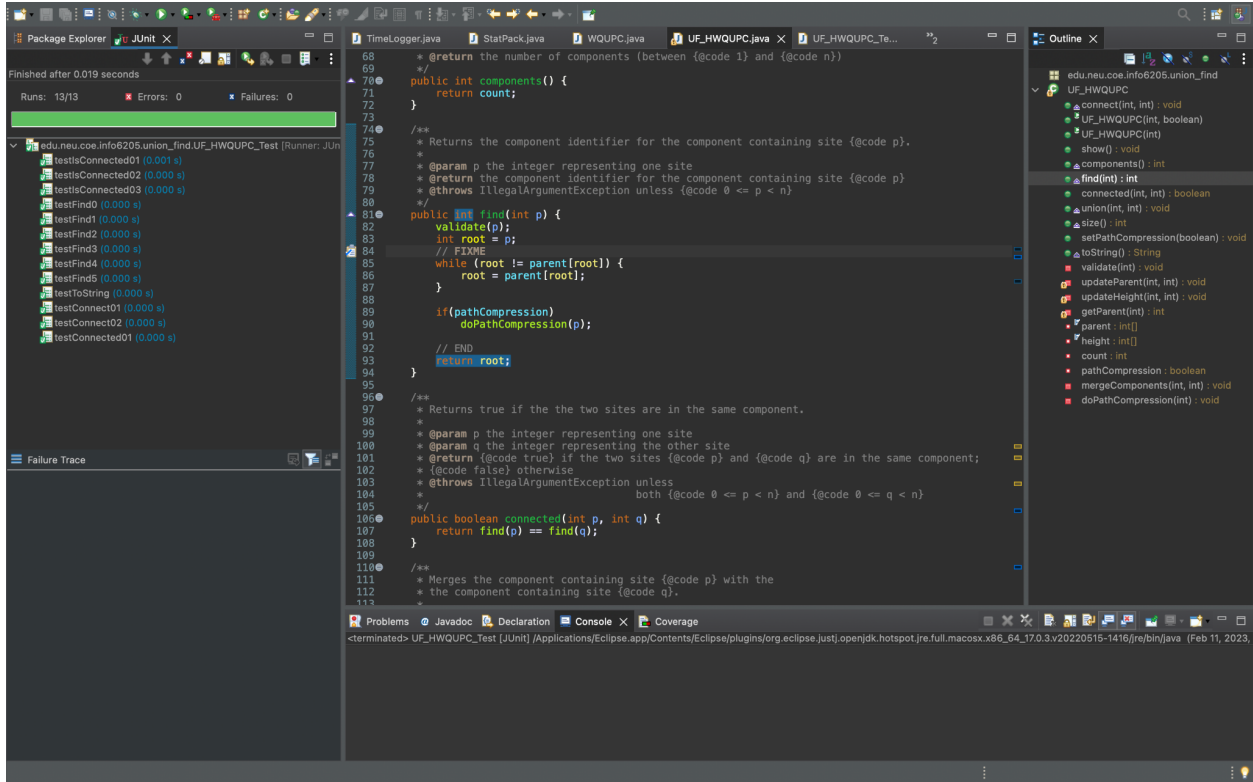 Package Explorer
JUnit
Finished after 0.019 seconds
Runs: 13/13
Errors: 0
Failures: 0
edu.neu.coe.info6205.union_find.UF_HWQUPC_Test [Runner: JUn
testIsConnected01 (0.001 s)
testIsConnected02 (0.000 s)
testIsConnected03 (0.000 s)
testFind0 (0.000 s)
testFind1 (0.000 s)
testFind2 (0.000 s)
testFind3 (0.000 s)
testFind4 (0.000 s)
testFind5 (0.000 s)
testToString (0.000 s)
testConnect01 (0.000 s)
testConnect02 (0.000 s)
testConnected01 (0.000 s)
Failure Trace
TimeLogger.java
StatPack.java
WQUPC.java
UF_HWQUPC.java
UF_HWQUPC_Te...
»2
68 * @return the number of components (between {@code 1} and {@code n})
69 */
70 public int components() {
71 return count;
72 }
73
74 /**
75 * Returns the component identifier for the component containing site {@code p}.
76 *
77 * @param p the integer representing one site
78 * @return the component identifier for the component containing site {@code p}
79 * @throws IllegalArgumentException unless {@code 0 <= p < n}
80 */
81 public int find(int p) {
82 validate(p);
83 int root = p;
84 // FIXME
85 while (root != parent[root]) {
86 root = parent[root];
87 }
88
89 if(pathCompression)
90 doPathCompression(p);
91
92 // END
93 return root;
94 }
95
96 /**
97 * Returns true if the the two sites are in the same component.
98 *
99 * @param p the integer representing one site
100 * @param q the integer representing the other site
101 * @return {@code true} if the two sites {@code p} and {@code q} are in the same component;
102 * {@code false} otherwise
103 * @throws IllegalArgumentException unless
104 * both {@code 0 <= p < n} and {@code 0 <= q < n}
105 */
106 public boolean connected(int p, int q) {
107 return find(p) == find(q);
108 }
109
110 /**
111 * Merges the component containing site {@code p} with the
112 * the component containing site {@code q}.
113 *
Outline
edu.neu.coe.info6205.union_find
UF_HWQUPC
connect(int, int) : void
UF_HWQUPC(int, boolean)
UF_HWQUPC(int)
show() : void
components() : int
find(int) : int
connected(int, int) : boolean
union(int, int) : void
size() : int
setPathCompression(boolean) : void
toString() : String
validate(int) : void
updateParent(int, int) : void
updateHeight(int, int) : void
getParent(int) : int
parent : int[]
height : int[]
count : int
pathCompression : boolean
mergeComponents(int, int) : void
doPathCompression(int) : void
Problems
Javadoc
Declaration
Console
Coverage
<terminated> UF_HWQUPC_Test [JUnit] /Applications/Eclipse.app/Contents/Eclipse/plugins/org.eclipse.justj.openjdk.hotspot.jre.full.macosx.x86_64_17.0.3.v20220515-1416/jre/bin/java (Feb 11, 2023,